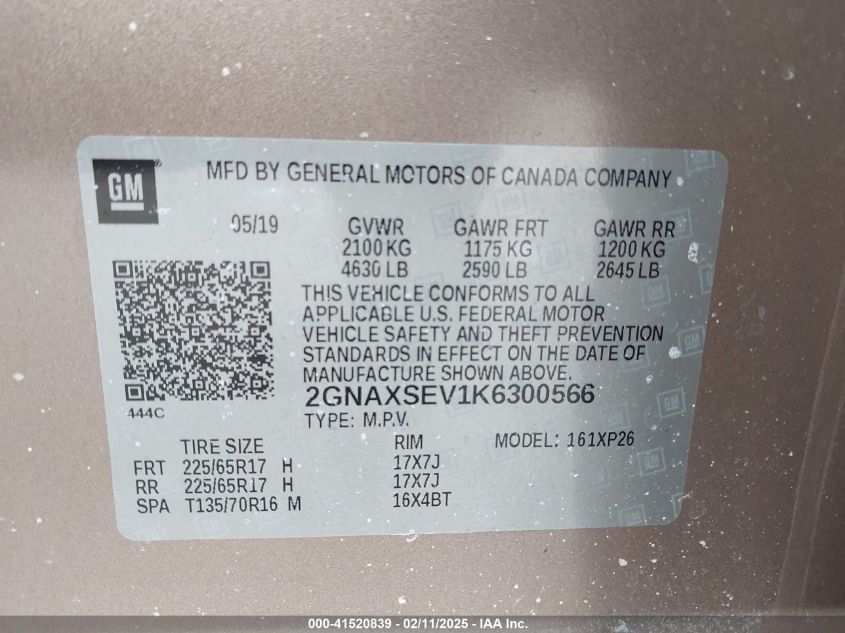 GM
MFD BY GENERAL MOTORS OF CANADA COMPANY
05/19 GVWR GAWR FRT GAWR RR
2100 KG 1175 KG 1200 KG
4630 LB 2590 LB 2645 LB
THIS VEHICLE CONFORMS TO ALL
APPLICABLE U.S. FEDERAL MOTOR
VEHICLE SAFETY AND THEFT PREVENTION
STANDARDS IN EFFECT ON THE DATE OF
MANUFACTURE SHOWN ABOVE.
2GNAXSEV1K6300566
444C
TYPE: M.P.V.
TIRE SIZE RIM MODEL: 161XP26
FRT 225/65R17 H 17X7J
RR 225/65R17 H 17X7J
SPA T135/70R16 M 16X4BT
000-41520839 - 02/11/2025 - IAA Inc.